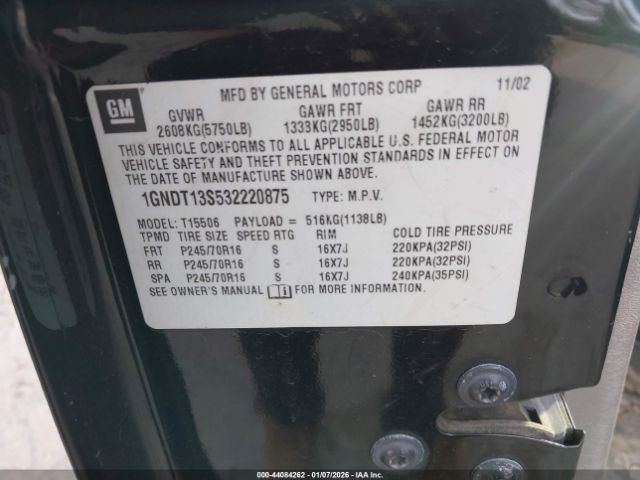 GM
MFD BY GENERAL MOTORS CORP 11/02
GVWR GAWR FRT GAWR RR
2608KG(5750LB) 1333KG(2950LB) 1452KG(3200LB)
THIS VEHICLE CONFORMS TO ALL APPLICABLE U.S. FEDERAL MOTOR
VEHICLE SAFETY AND THEFT PREVENTION STANDARDS IN EFFECT ON
THE DATE OF MANUFACTURE SHOWN ABOVE.
1GNDT13S532220875 TYPE: M.P.V.
MODEL: T15506 PAYLOAD = 516KG(1138LB)
TPMD TIRE SIZE SPEED RTG RIM COLD TIRE PRESSURE
FRT P245/70R16 S 16X7J 220KPA(32PSI)
RR P245/70R16 S 16X7J 220KPA(32PSI)
SPA P245/70R16 S 16X7J 240KPA(35PSI)
SEE OWNER'S MANUAL FOR MORE INFORMATION.
000-44084262 - 01/07/2026 - IAABOS